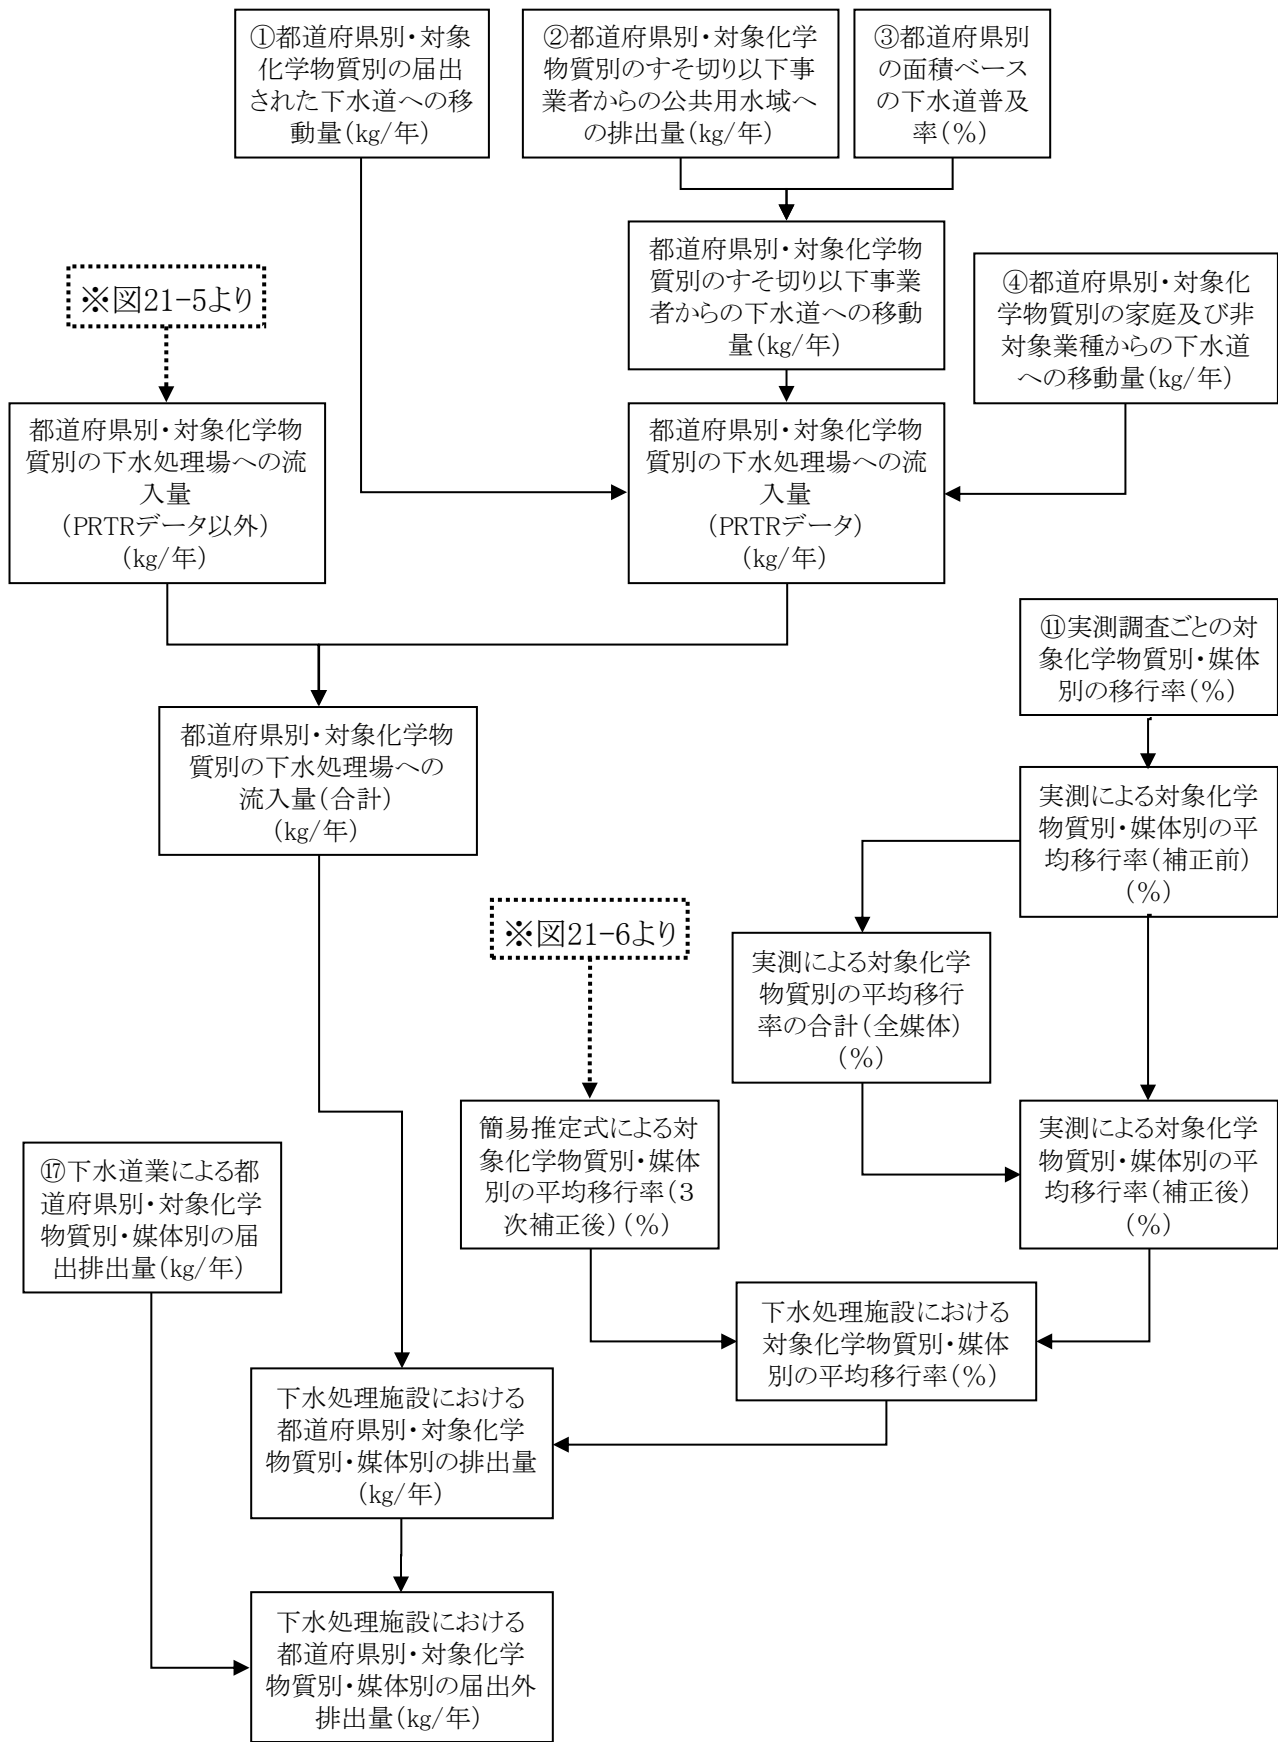 ①都道府県別・対象
化学物質別の届出
された下水道への移
動量(kg/年)
②都道府県別・対象化学
物質別のすそ切り以下事
業者からの公共用水域へ
の排出量(kg/年)
③都道府県別
の面積ベース
の下水道普及
率(%)
都道府県別・対象化学物
質別のすそ切り以下事業
者からの下水道への移動
量(kg/年)
※図21-5より
④都道府県別・対象化
学物質別の家庭及び非
対象業種からの下水道
への移動量(kg/年)
都道府県別・対象化学物
質別の下水処理場への流
入量
(PRTRデータ以外)
(kg/年)
都道府県別・対象化学物
質別の下水処理場への流
入量
(PRTRデータ)
(kg/年)
⑪実測調査ごとの対
象化学物質別・媒体
別の移行率(%)
都道府県別・対象化学物
質別の下水処理場への
流入量(合計)
(kg/年)
実測による対象化学
物質別・媒体別の平
均移行率(補正前)
(%)
※図21-6より
実測による対象化学
物質別の平均移行
率の合計(全媒体)
(%)
簡易推定式による対
象化学物質別・媒体
別の平均移行率(3
次補正後)(%)
実測による対象化学
物質別・媒体別の平
均移行率(補正後)
(%)
⑰下水道業による都
道府県別・対象化学
物質別・媒体別の届
出排出量(kg/年)
下水処理施設における
対象化学物質別・媒体
別の平均移行率(%)
下水処理施設における
都道府県別・対象化学
物質別・媒体別の排出量
(kg/年)
下水処理施設における
都道府県別・対象化学
物質別・媒体別の届出外
排出量(kg/年)